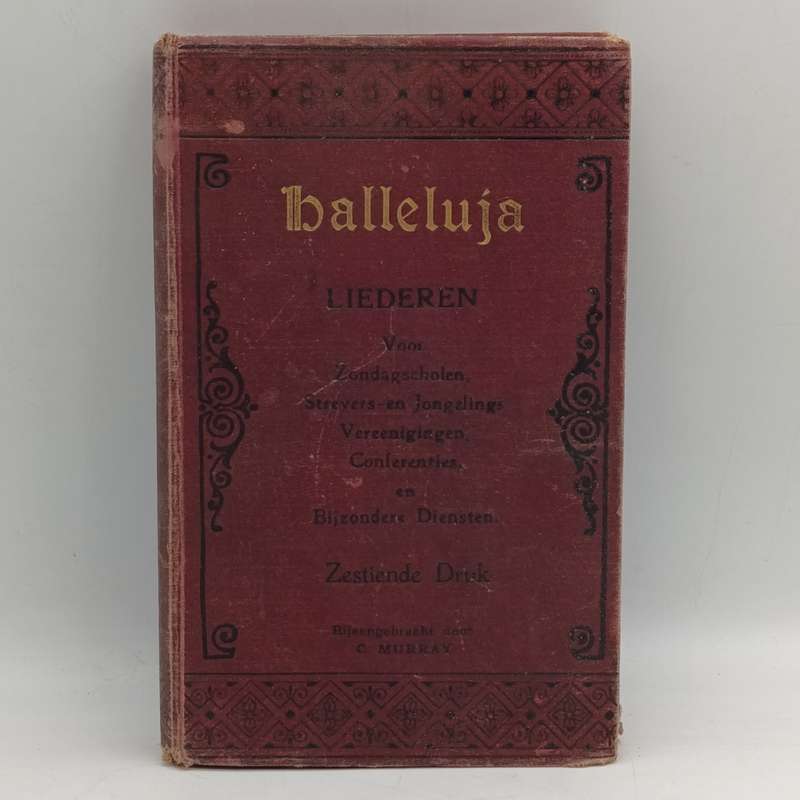 Halleluja
LIEDEREN
Voor
Zondagscholen,
Strevers-en Jongelings
Vereenigingen,
Conferenties,
en
Bijzondere Diensten.
Zestiende Druk
Bijeengebracht door
C. MURRAY